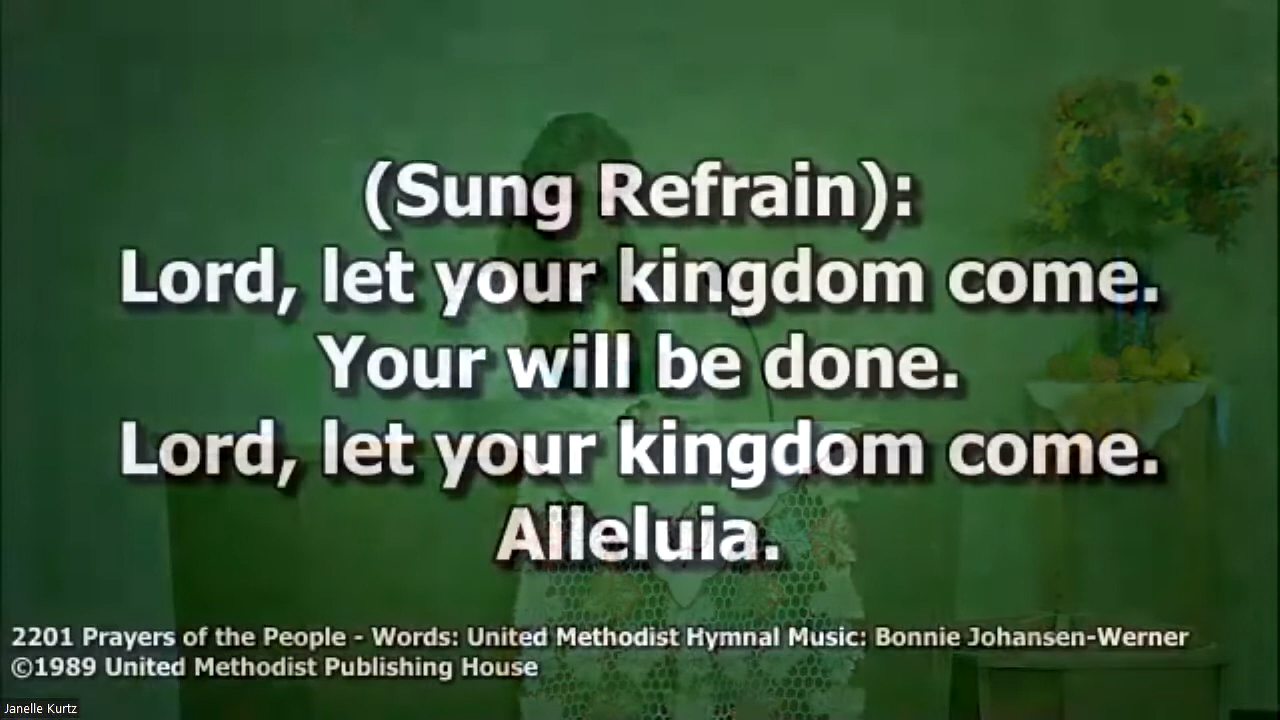 (Sung Refrain):
Lord, let your kingdom come.
Your will be done.
Lord, let your kingdom come.
Alleluia.
2201 Prayers of the People - Words: United Methodist Hymnal Music: Bonnie Johansen-Werner
©1989 United Methodist Publishing House
Janelle Kurtz